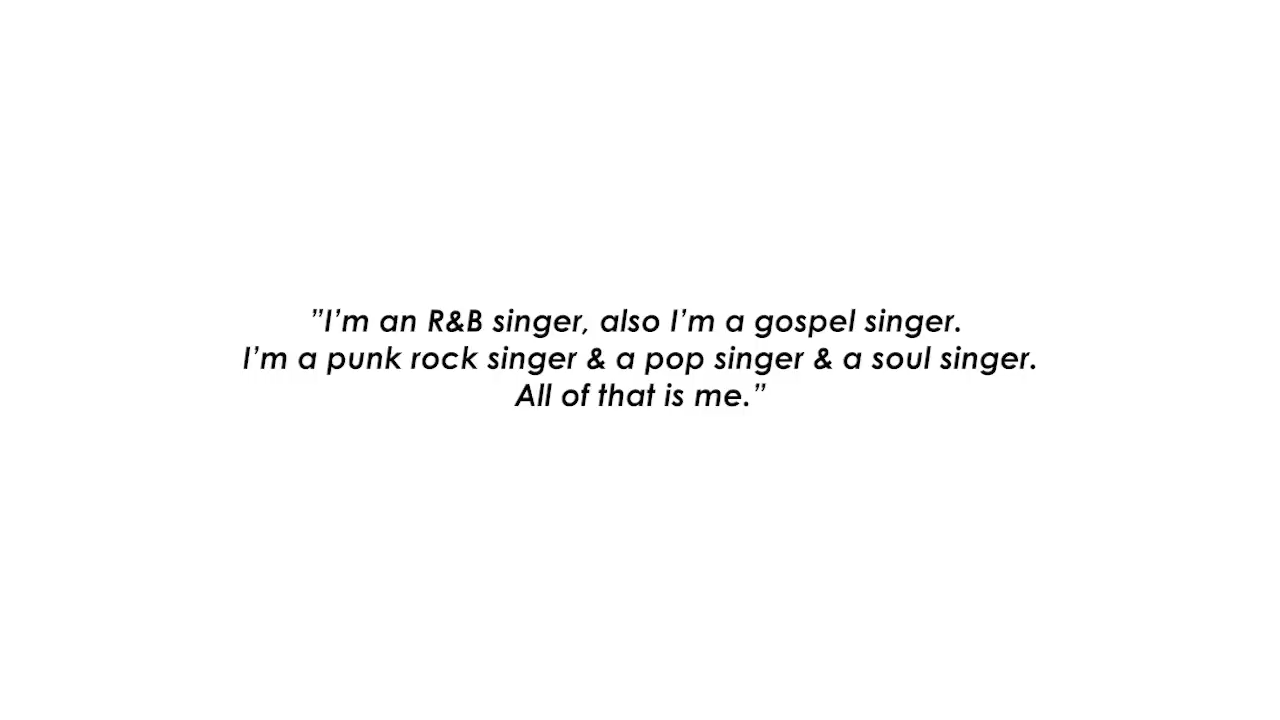 ”I’m an R&B singer, also I’m a gospel singer.
I’m a punk rock singer & a pop singer & a soul singer.
All of that is me.”